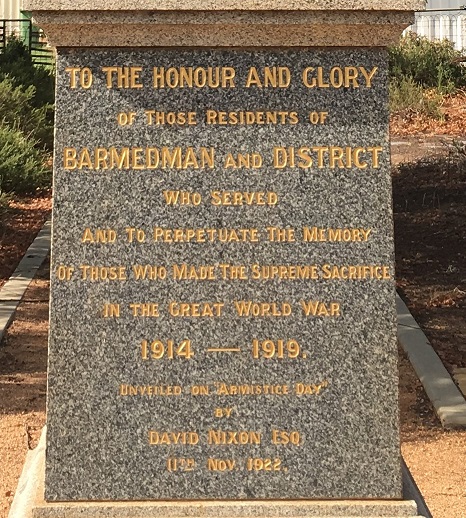 TO THE HONOUR AND GLORY
OF THOSE RESIDENTS OF
BARMEDMAN AND DISTRICT
WHO SERVED
AND TO PERPETUATE THE MEMORY
OF THOSE WHO MADE THE SUPREME SACRIFICE
IN THE GREAT WORLD WAR
1914 — 1919.
UNVEILED ON "ARMISTICE DAY"
BY
DAVID NIXON ESQ
11TH NOV. 1922.